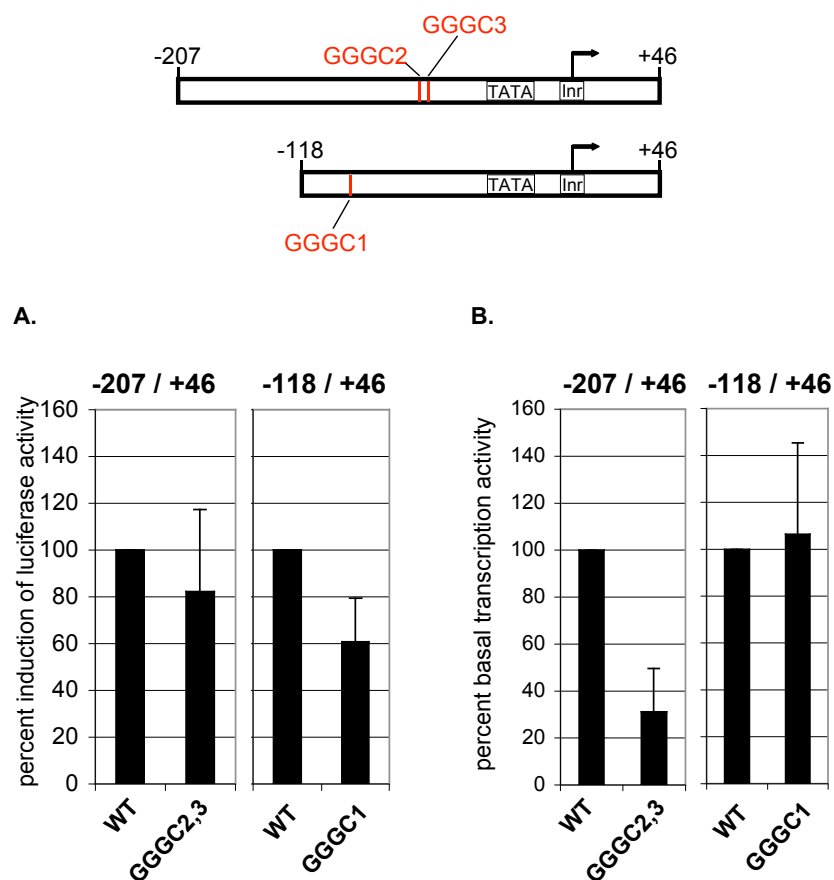 GGGC3
-207 GGGC2 +46
TATA Inr
-118 +46
TATA Inr
GGGC1
A. B.
-207 / +46 -118 / +46 -207 / +46 -118 / +46
percent induction of luciferase activity
160 160
140 140
120 120
100 100
80 80
60 60
40 40
20 20
0 0
percent basal transcription activity
WT GGGC2,3 WT GGGC1 WT GGGC2,3 WT GGGC1